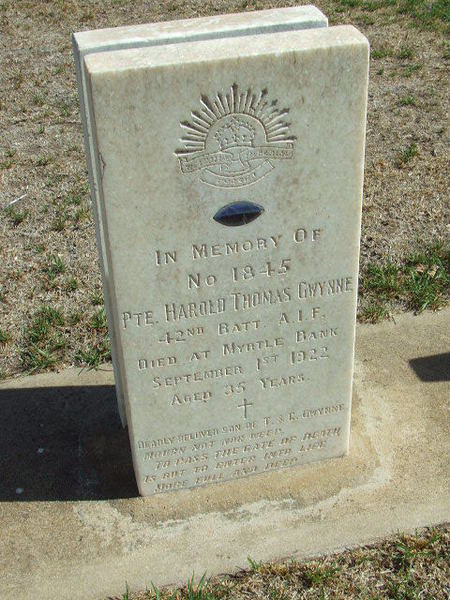 IN MEMORY OF
No 1845
PTE. HAROLD THOMAS GWYNNE
42ND BATT. A.I.F.
DIED AT MYRTLE BANK
SEPTEMBER 1ST 1922
AGED 35 YEARS.
DEARLY BELOVED SON OF T. & E. GWYNNE
MOURN NOT NOR WEEP
TO PASS THE GATE OF DEATH
IS BUT TO ENTER INTO LIFE
MORE FULL AND DEEP